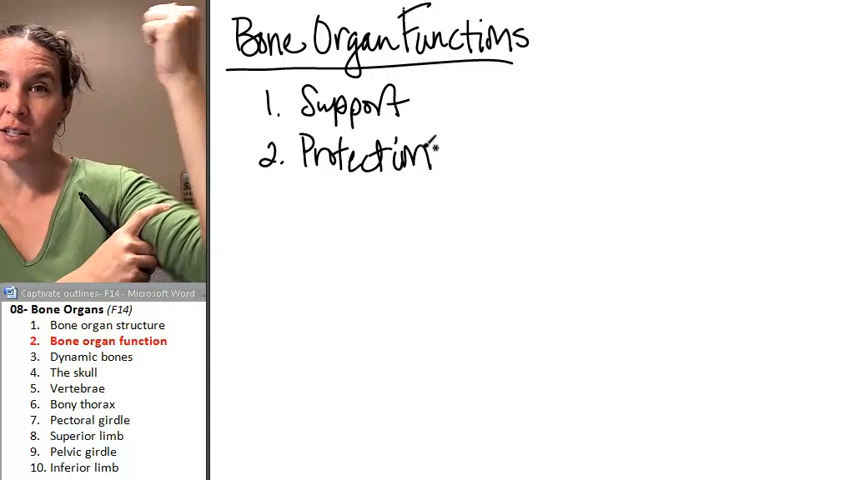 Bone Organ Functions
1. Support
2. Protection
Captivate outlines- F14 - Microsoft Word
08- Bone Organs (F14)
1. Bone organ structure
2. Bone organ function
3. Dynamic bones
4. The skull
5. Vertebrae
6. Bony thorax
7. Pectoral girdle
8. Superior limb
9. Pelvic girdle
10. Inferior limb